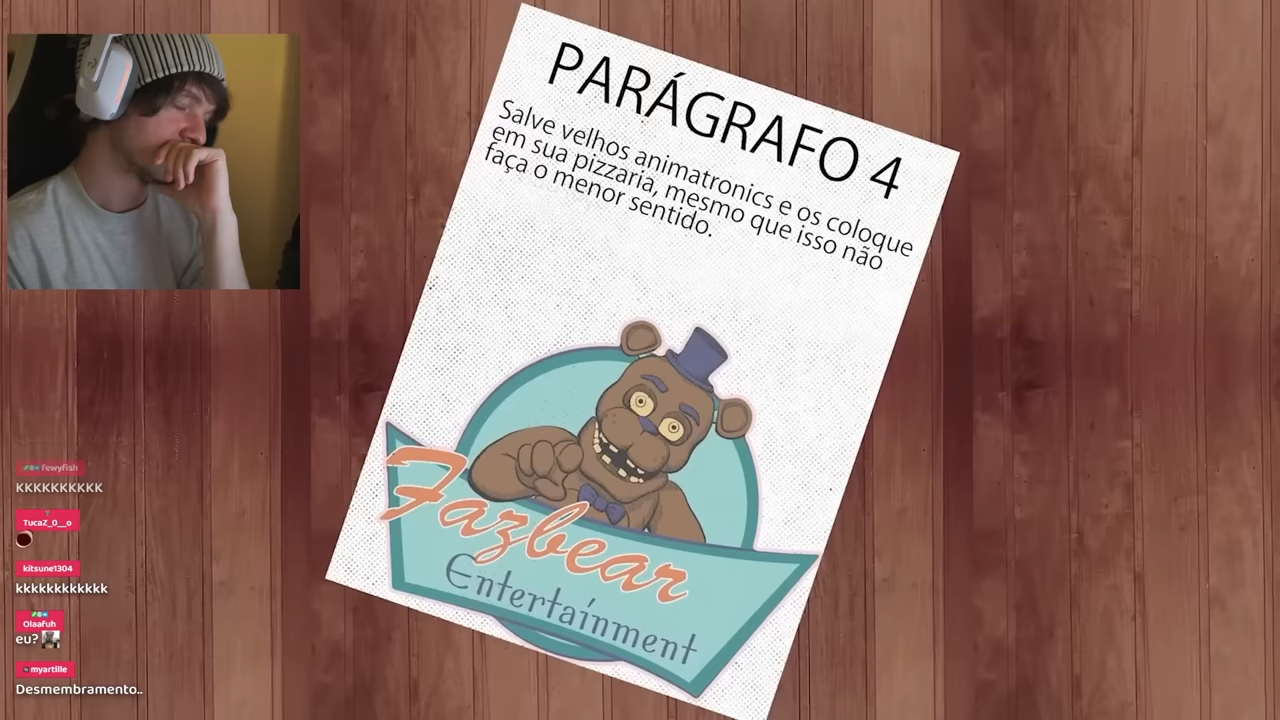 PARÁGRAFO 4
Salve velhos animatronics e os coloque
em sua pizzaria, mesmo que isso não
faça o menor sentido.
Fazbear
Entertainment
fewyfish
KKKKKKKKKK
TucaZ_0__o
kitsune1304
kkkkkkkkkkkk
Olaafuh
eu?
myartille
Desmembramento..